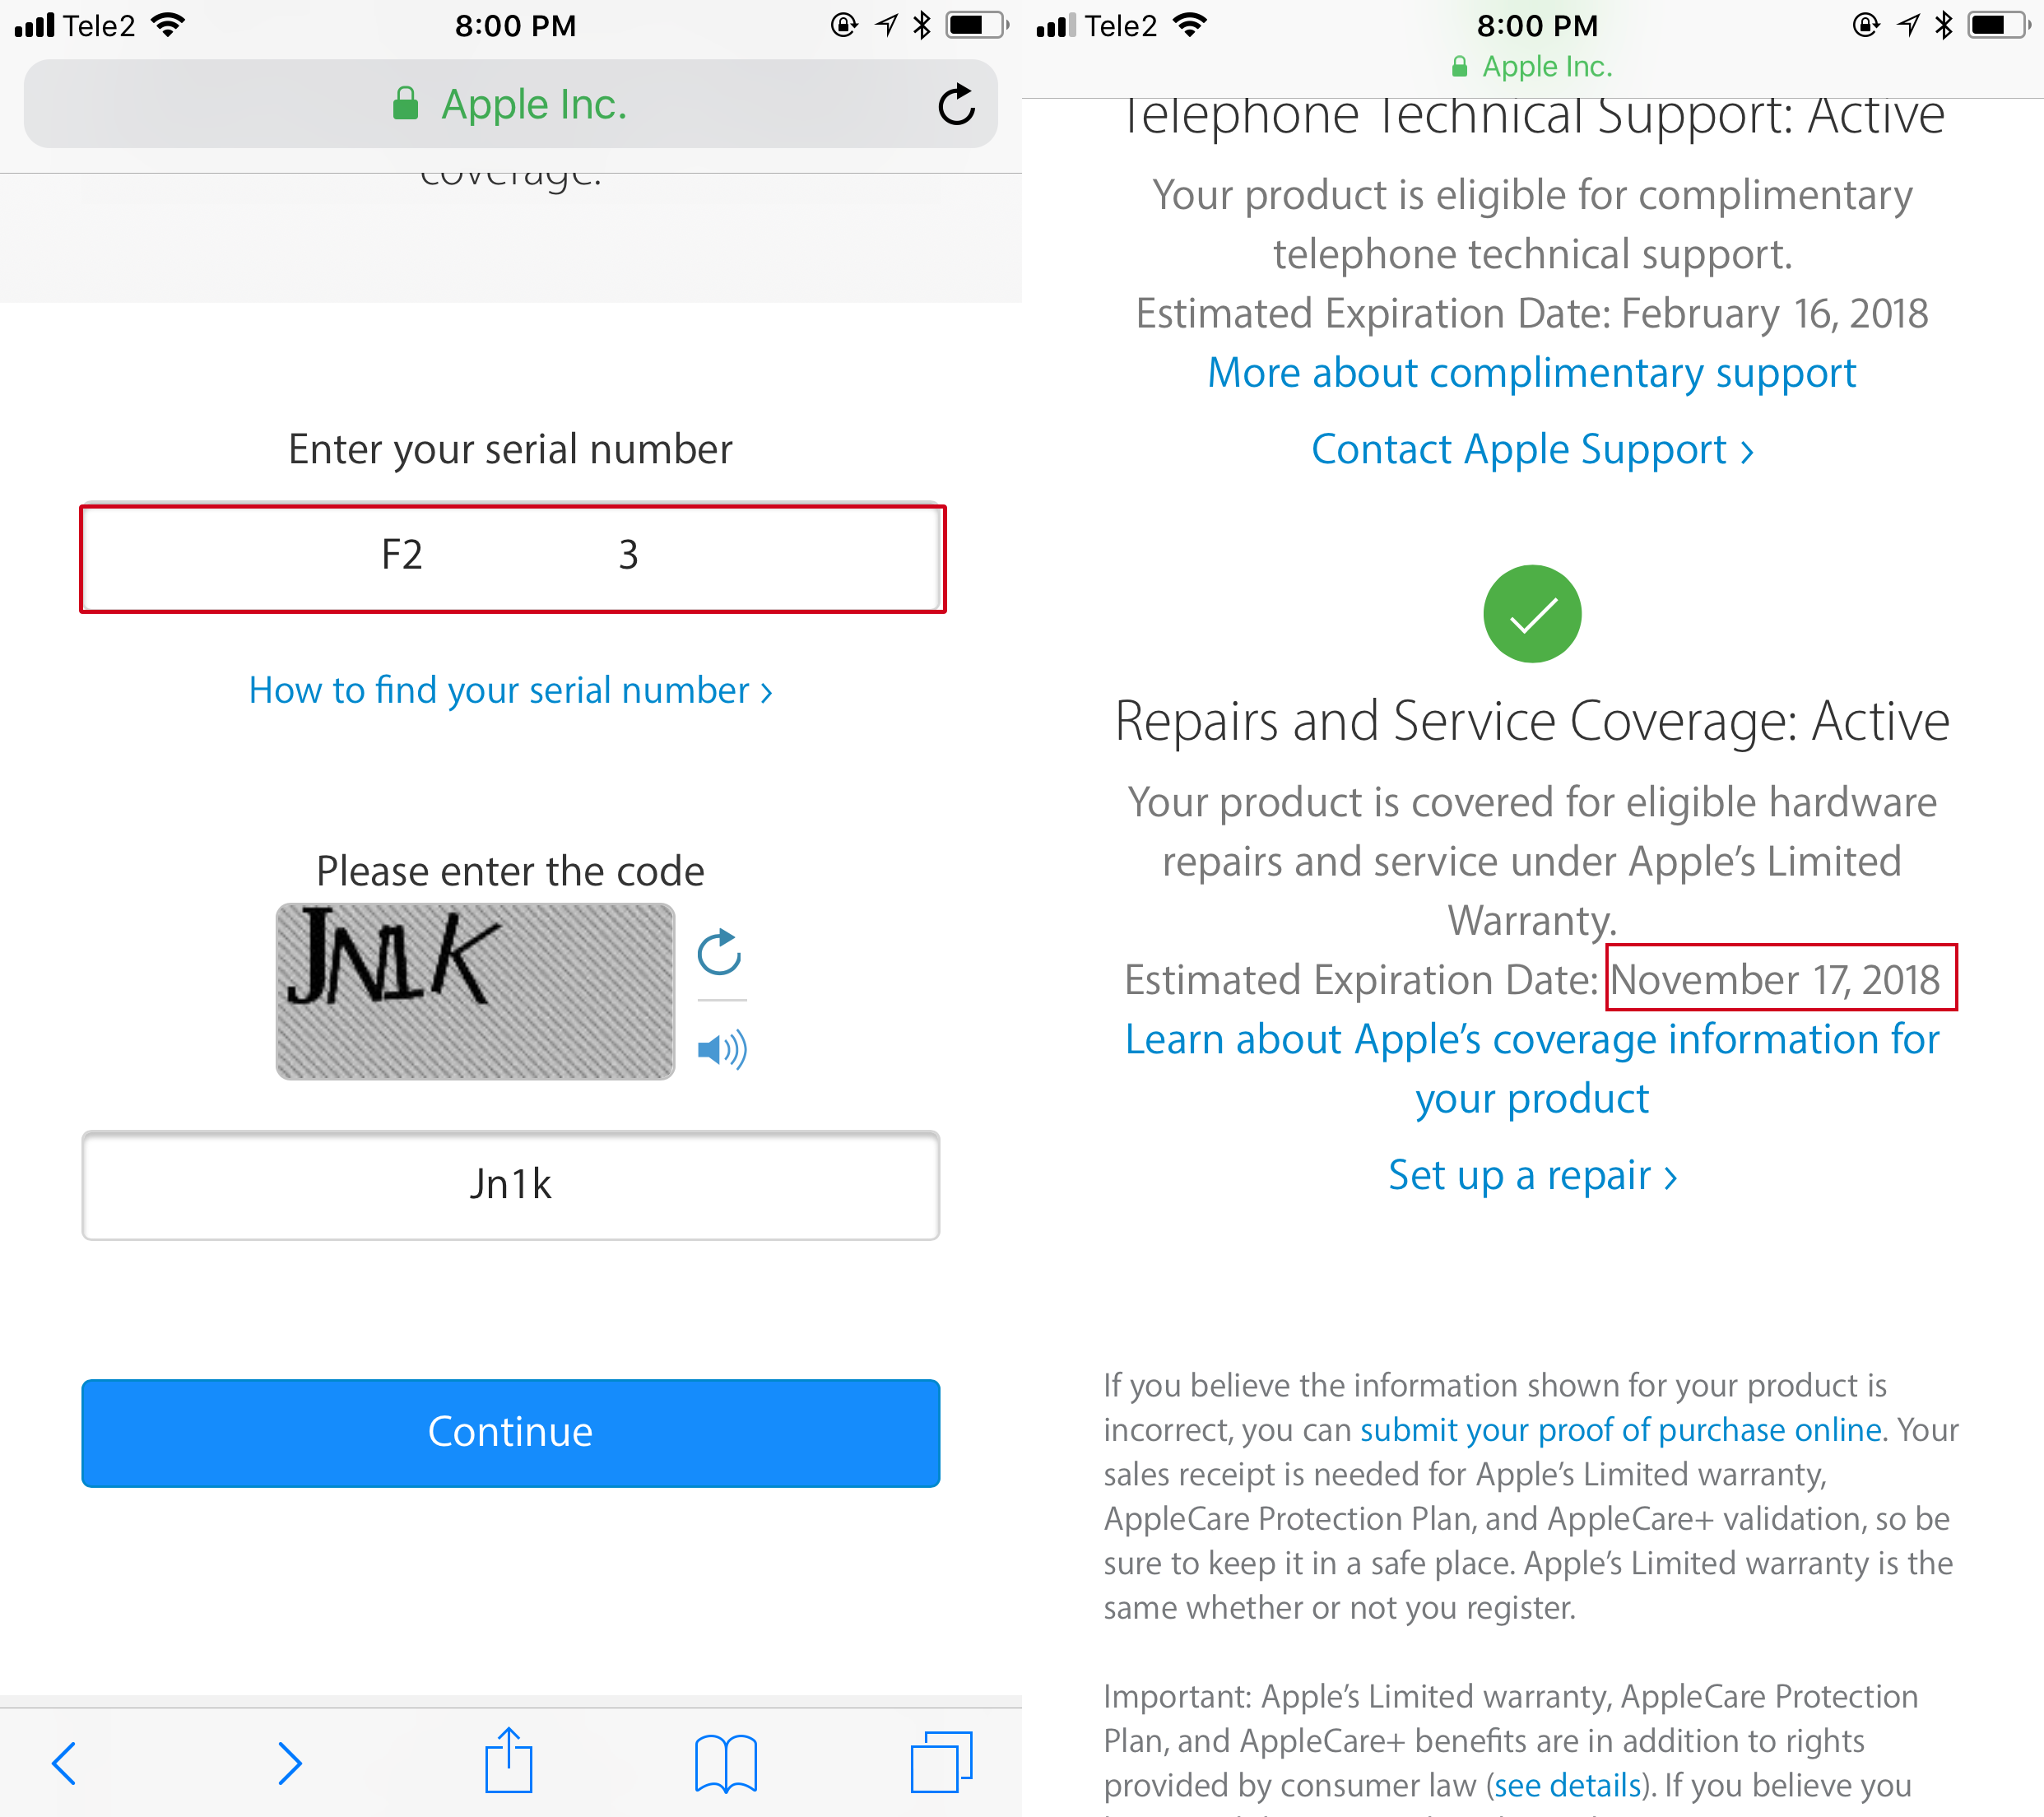 Tele2
8:00 PM
Apple Inc.
coverage.
Enter your serial number
F2 3
How to find your serial number ›
Please enter the code
JN1K
Jn1k
Continue
Tele2
8:00 PM
Apple Inc.
Telephone Technical Support: Active
Your product is eligible for complimentary
telephone technical support.
Estimated Expiration Date: February 16, 2018
More about complimentary support
Contact Apple Support ›
Repairs and Service Coverage: Active
Your product is covered for eligible hardware
repairs and service under Apple’s Limited
Warranty.
Estimated Expiration Date: November 17, 2018
Learn about Apple’s coverage information for
your product
Set up a repair ›
If you believe the information shown for your product is
incorrect, you can submit your proof of purchase online. Your
sales receipt is needed for Apple’s Limited warranty,
AppleCare Protection Plan, and AppleCare+ validation, so be
sure to keep it in a safe place. Apple’s Limited warranty is the
same whether or not you register.
Important: Apple’s Limited warranty, AppleCare Protection
Plan, and AppleCare+ benefits are in addition to rights
provided by consumer law (see details). If you believe you